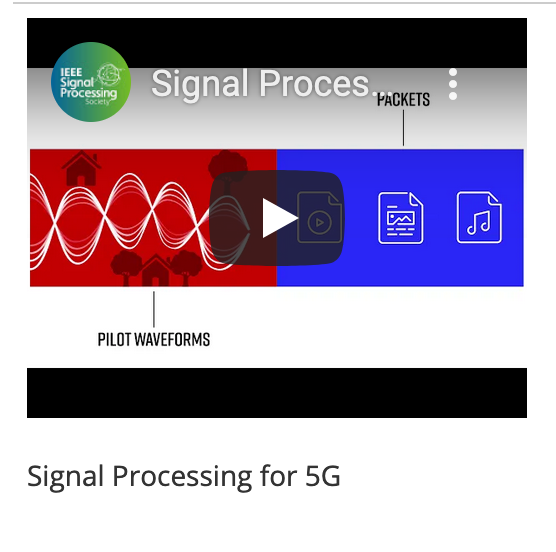 IEEE
Signal
Processing
Society
Signal Proces...
PACKETS
PILOT WAVEFORMS
Signal Processing for 5G